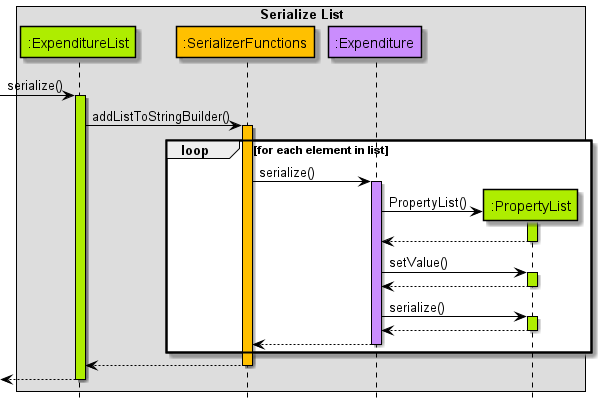 Serialize List
:ExpenditureList
:SerializerFunctions
:Expenditure
serialize()
addListToStringBuilder()
loop
[for each element in list]
serialize()
PropertyList()
:PropertyList
setValue()
serialize()